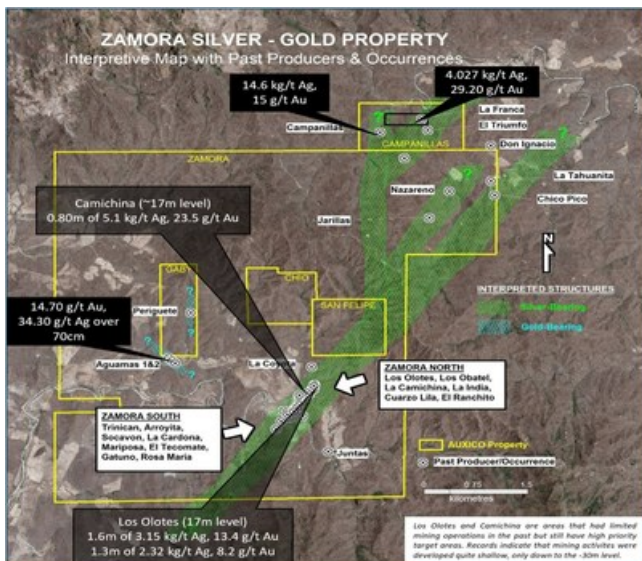 ZAMORA SILVER - GOLD PROPERTY
Interpretive Map with Past Producers & Occurrences
14.6 kg/t Ag,
15 g/t Au
4.027 kg/t Ag,
29.20 g/t Au
La Franca
El Triumfo
Campanillas
CAMPANILLAS
Don Ignacio
ZAMORA
La Tahuanita
Nazareno
Chico Pico
Camichina (~17m level)
0.80m of 5.1 kg/t Ag, 23.5 g/t Au
Jarillas
N
GABY
CHIO
SAN FELIPE
INTERPRETED STRUCTURES
Silver-Bearing
Gold-Bearing
14.70 g/t Au,
34.30 g/t Ag over
70cm
Periguete
Aguamas 1&2
La Coyota
ZAMORA NORTH
Los Olotes, Los Obatel,
La Camichina, La India,
Cuarzo Lila, El Ranchito
ZAMORA SOUTH
Trinican, Arroyita,
Socavon, La Cardona,
Mariposa, El Tecomate,
Gatuno, Rosa Maria
Juntas
AUXICO-Property
Past Producer/Occurrence
0 0.75 1.5
kilometres
Los Olotes (17m level)
1.6m of 3.15 kg/t Ag, 13.4 g/t Au
1.3m of 2.32 kg/t Ag, 8.2 g/t Au
Los Olotes and Camichina are areas that had limited
mining operations in the past but still have high priority
target areas. Records indicate that mining activites were
developed quite shallow, only down to the -30m level.